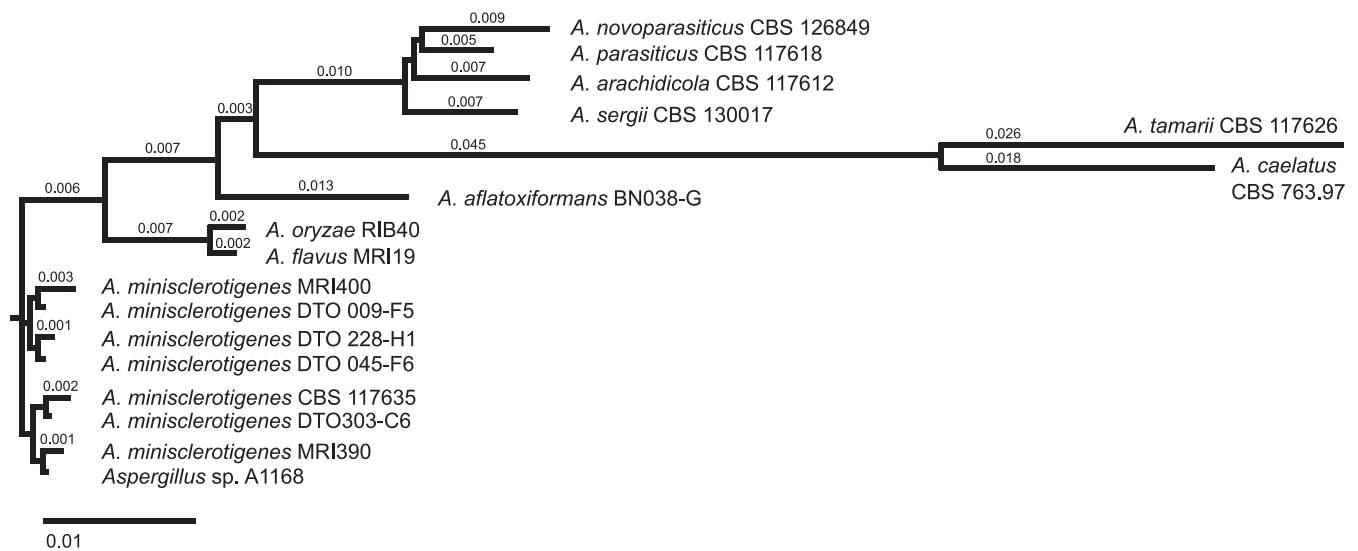 0.009
A. novoparasiticus CBS 126849
0.005
A. parasiticus CBS 117618
0.010
0.007
A. arachidicola CBS 117612
0.003
0.007
A. sergii CBS 130017
0.026
A. tamarii CBS 117626
0.045
0.018
A. caelatus
CBS 763.97
0.007
0.006
0.013
A. aflatoxiformans BN038-G
0.002
A. oryzae RIB40
0.007
0.002
A. flavus MRI19
0.003
A. minisclerotigenes MRI400
A. minisclerotigenes DTO 009-F5
0.001
A. minisclerotigenes DTO 228-H1
A. minisclerotigenes DTO 045-F6
0.002
A. minisclerotigenes CBS 117635
A. minisclerotigenes DTO303-C6
0.001
A. minisclerotigenes MRI390
Aspergillus sp. A1168
0.01